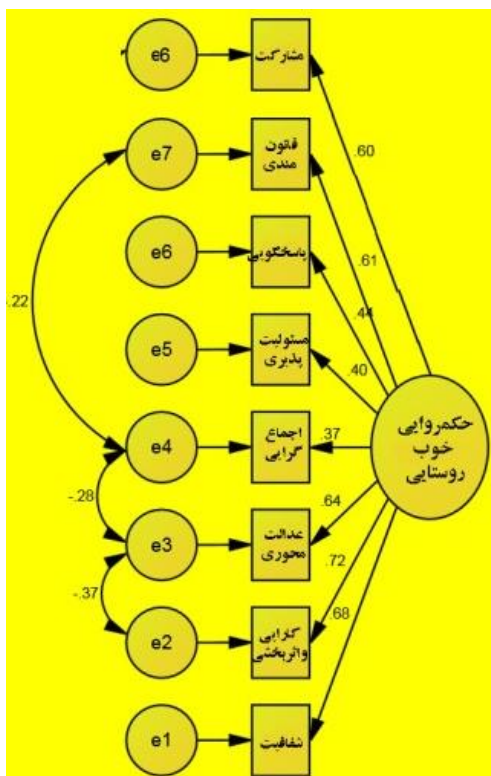 e6
مشارکت
.60
e7
قانون
مندی
.61
e6
پاسخگویی
.44
-.22
e5
مسئولیت
پذیری
.40
حکمروایی
خوب
روستایی
e4
اجماع
گرایی
.37
-.28
e3
عدالت
محوری
.64
-.37
.72
e2
کارایی
واثربخشی
.68
e1
شفافیت